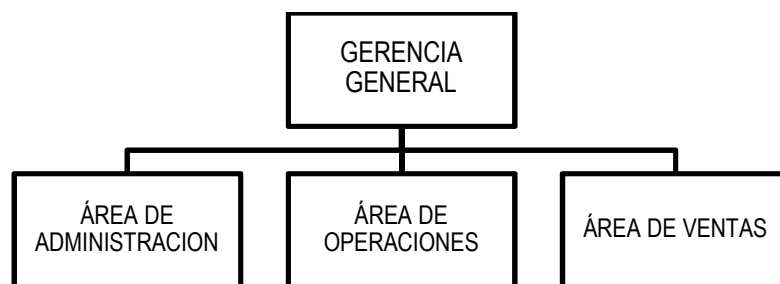 GERENCIA
GENERAL
ÁREA DE
ADMINISTRACION
ÁREA DE
OPERACIONES
ÁREA DE VENTAS